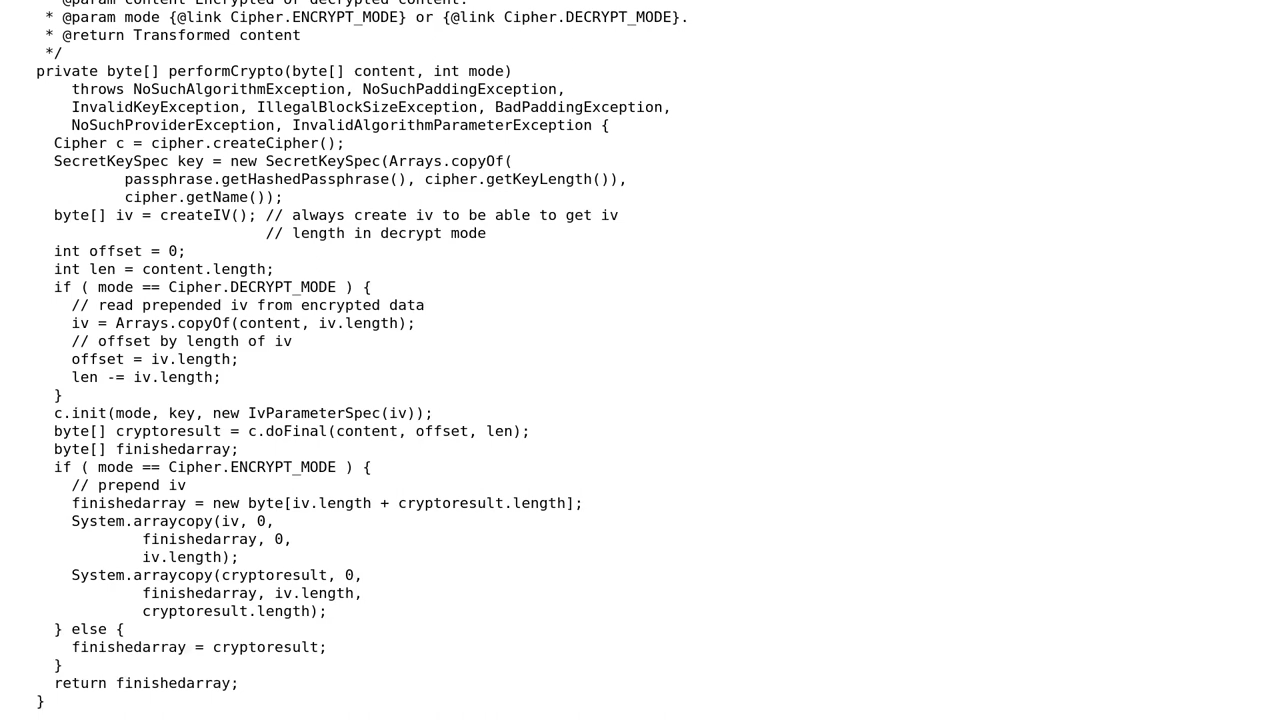 * @param content Encrypted or decrypted content.
* @param mode {@link Cipher.ENCRYPT_MODE} or {@link Cipher.DECRYPT_MODE}.
* @return Transformed content
*/
private byte[] performCrypto(byte[] content, int mode)
throws NoSuchAlgorithmException, NoSuchPaddingException,
InvalidKeyException, IllegalBlockSizeException, BadPaddingException,
NoSuchProviderException, InvalidAlgorithmParameterException {
Cipher c = cipher.createCipher();
SecretKeySpec key = new SecretKeySpec(Arrays.copyOf(
passphrase.getHashedPassphrase(), cipher.getKeyLength()),
cipher.getName());
byte[] iv = createIV(); // always create iv to be able to get iv
// length in decrypt mode
int offset = 0;
int len = content.length;
if ( mode == Cipher.DECRYPT_MODE ) {
// read prepended iv from encrypted data
iv = Arrays.copyOf(content, iv.length);
// offset by length of iv
offset = iv.length;
len -= iv.length;
}
c.init(mode, key, new IvParameterSpec(iv));
byte[] cryptoresult = c.doFinal(content, offset, len);
byte[] finishedarray;
if ( mode == Cipher.ENCRYPT_MODE ) {
// prepend iv
finishedarray = new byte[iv.length + cryptoresult.length];
System.arraycopy(iv, 0,
finishedarray, 0,
iv.length);
System.arraycopy(cryptoresult, 0,
finishedarray, iv.length,
cryptoresult.length);
} else {
finishedarray = cryptoresult;
}
return finishedarray;
}